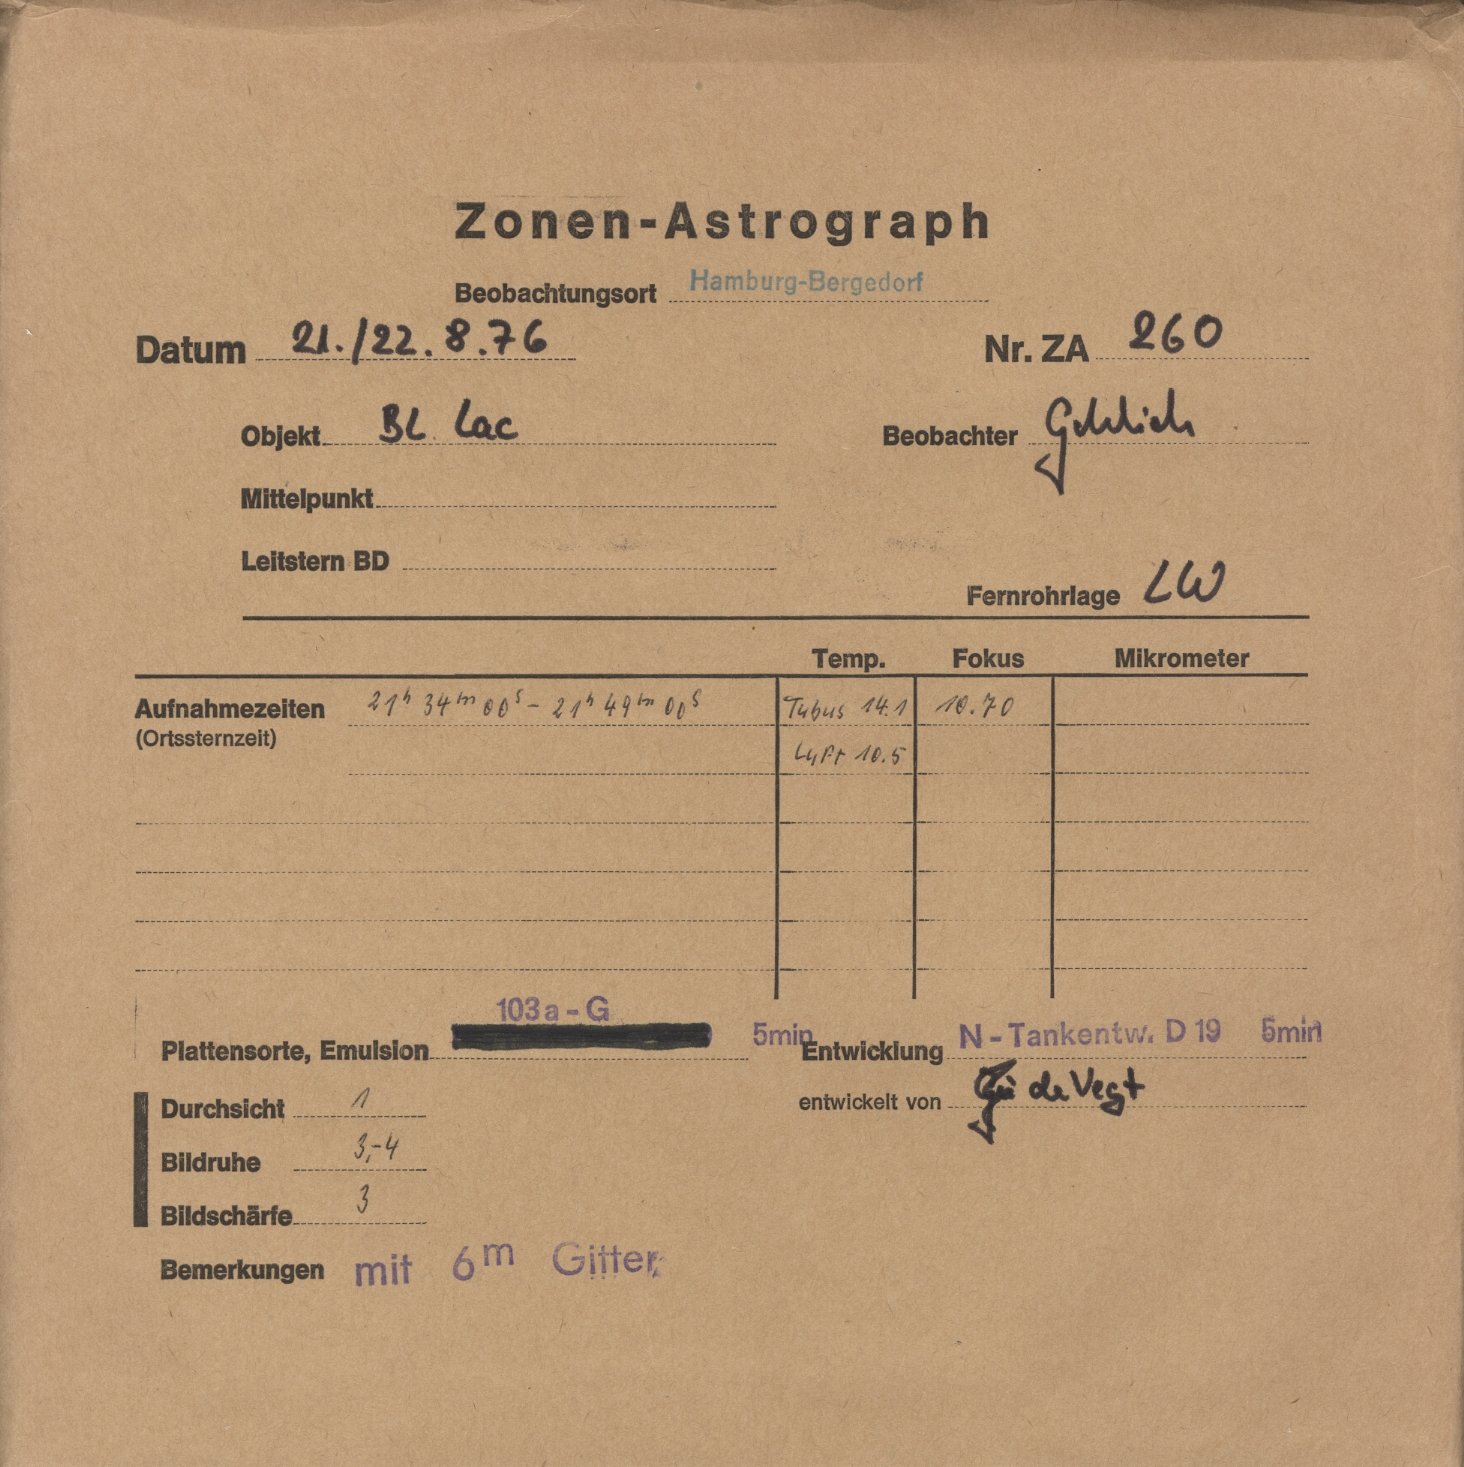 Zonen-Astrograph
Beobachtungsort Hamburg-Bergedorf
Datum 21./22.8.76 Nr. ZA 260
Objekt BL Lac Beobachter
Mittelpunkt
Leitstern BD
Fernrohrlage LW
Temp. Fokus Mikrometer
Aufnahmezeiten 21h 34m 00s - 21h 49m 00s Tubus 14.1 10.70
(Ortssternzeit)
Luft 10.5
103a-G
Plattensorte, Emulsion 5min Entwicklung N-Tankentw. D 19 5min
entwickelt von de Vegt
Durchsicht 1
Bildruhe 3,-4
Bildschärfe 3
Bemerkungen mit 6m Gitter